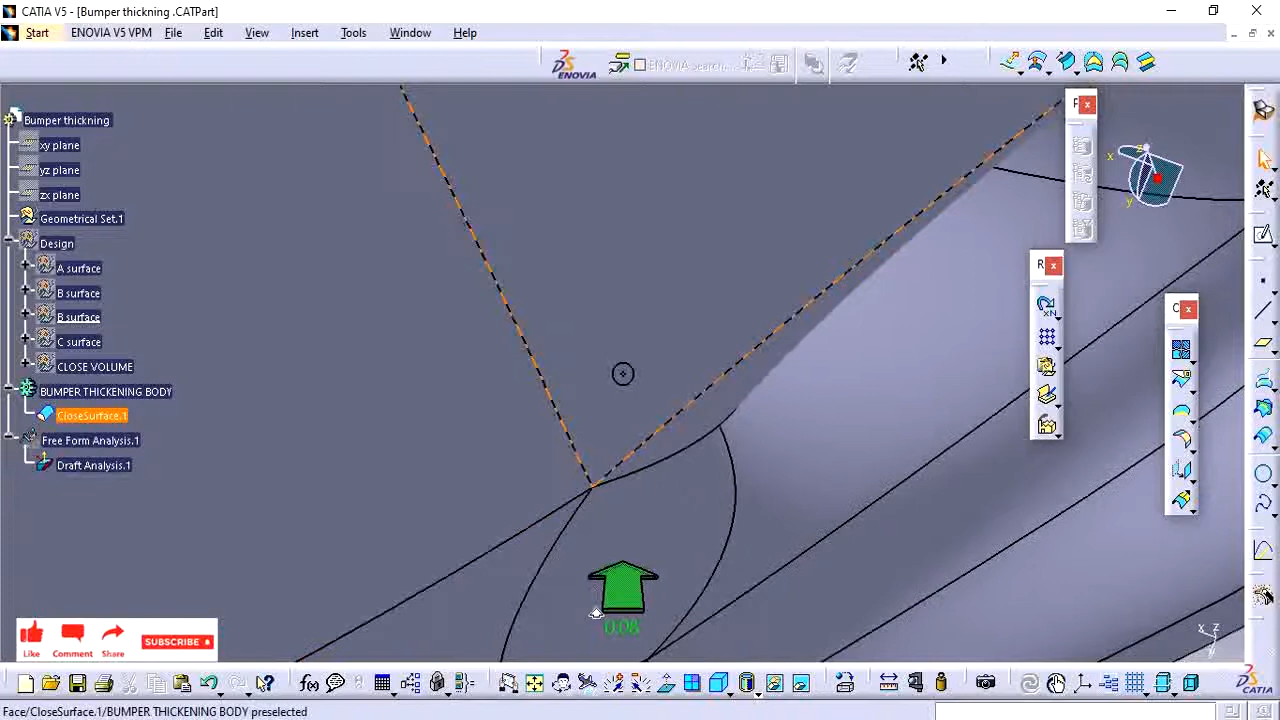 CATIA V5 - [Bumper thickning .CATPart]
Start ENOVIA V5 VPM File Edit View Insert Tools Window Help
ENOVIA
Bumper thickning
xy plane
yz plane
zx plane
Geometrical Set.1
Design
A surface
B surface
B surface
C surface
CLOSE VOLUME
BUMPER THICKENING BODY
CloseSurface.1
Free Form Analysis.1
Draft Analysis.1
F
R
C
x
z
y
0.08
Like Comment Share SUBSCRIBE
x z
CATIA
Face/CloseSurface.1/BUMPER THICKENING BODY preselected